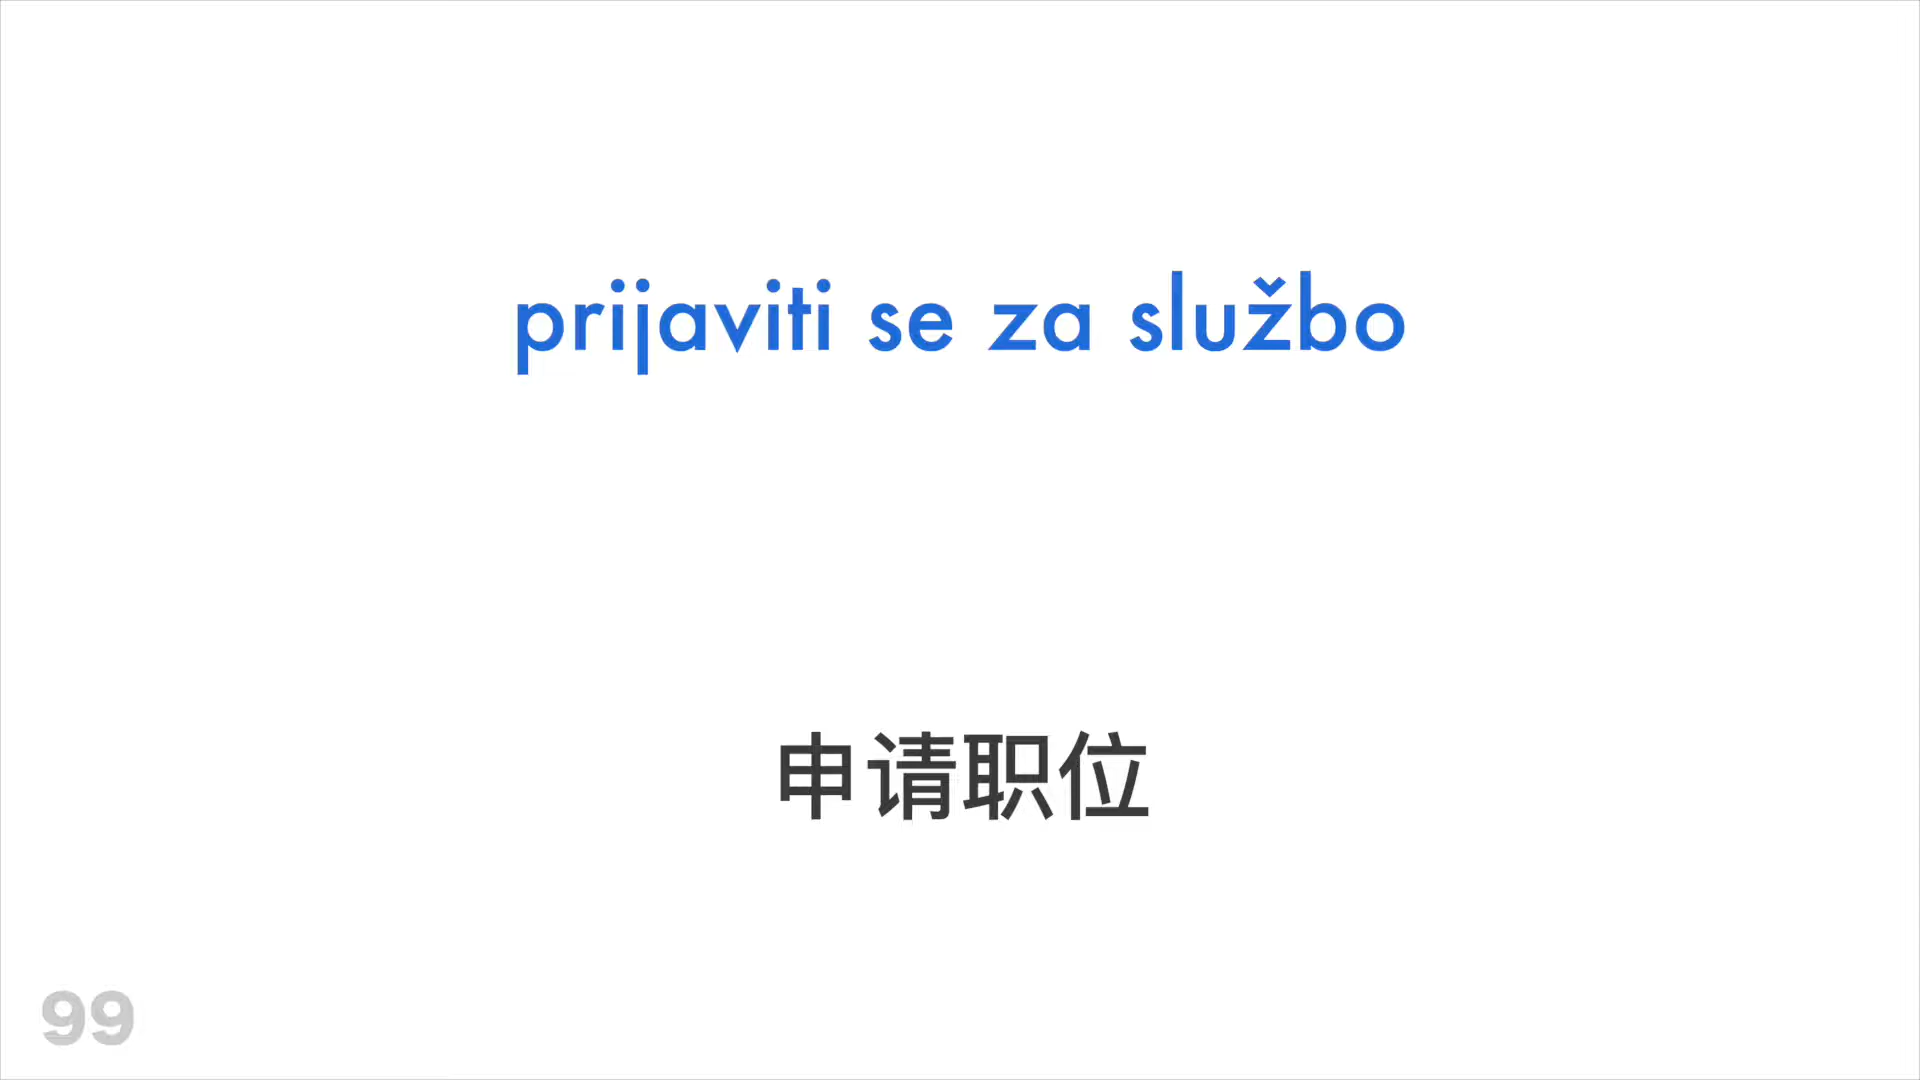 prijaviti se za službo
申请职位
99